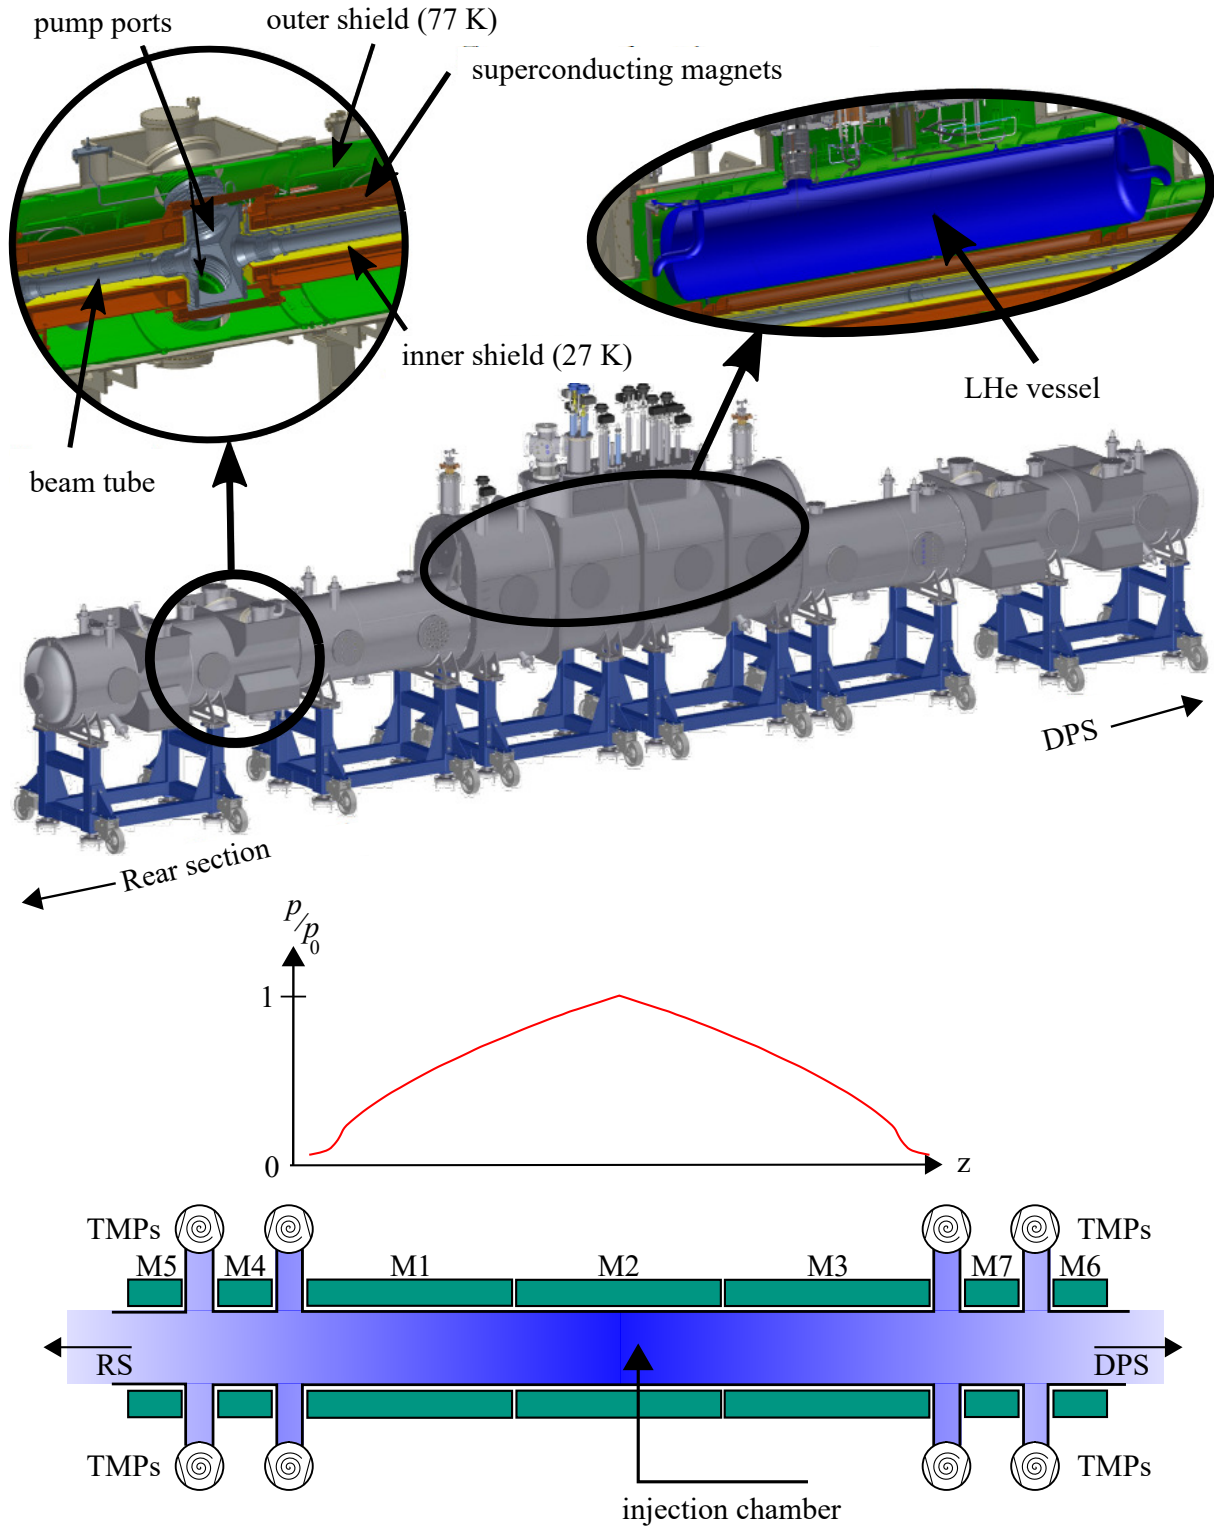 pump ports
outer shield (77 K)
superconducting magnets
inner shield (27 K)
LHe vessel
beam tube
DPS
Rear section
p/p0
1
0
z
TMPs
TMPs
M5
M4
M1
M2
M3
M7
M6
RS
DPS
TMPs
TMPs
injection chamber